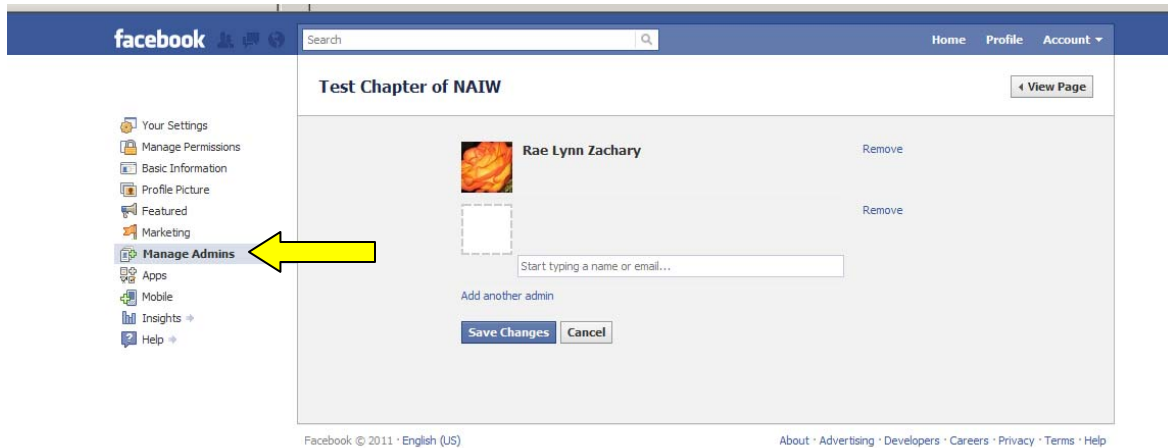 facebook
Search
Home Profile Account
Test Chapter of NAIW
View Page
Your Settings
Manage Permissions
Basic Information
Profile Picture
Featured
Marketing
Manage Admins
Apps
Mobile
Insights
Help
Rae Lynn Zachary
Remove
Remove
Start typing a name or email...
Add another admin
Save Changes Cancel
Facebook © 2011 · English (US)
About · Advertising · Developers · Careers · Privacy · Terms · Help